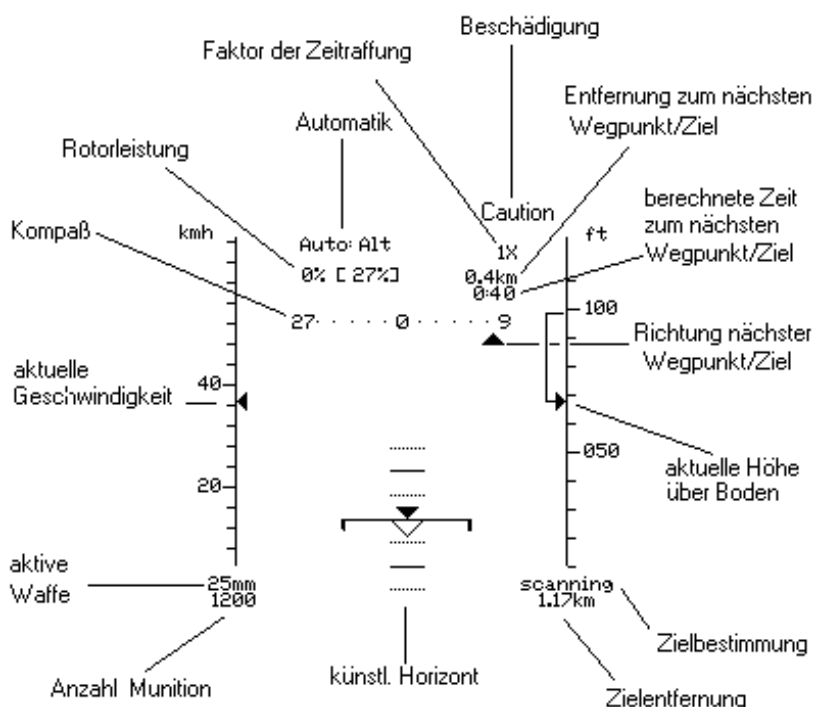 Beschädigung
Faktor der Zeitraffung
Entfernung zum nächsten
Wegpunkt/Ziel
Automatik
Rotorleistung
berechnete Zeit
zum nächsten
Wegpunkt/Ziel
Caution
Kompaß
kmh
Auto: Alt
1X
ft
0% [ 27%]
0.4km
0:40
100
27 · · · · · 0 · · · · · 9
Richtung nächster
Wegpunkt/Ziel
aktuelle
Geschwindigkeit
40
050
aktuelle Höhe
über Boden
20
aktive
Waffe
25mm
1200
scanning
1.17km
Zielbestimmung
künstl. Horizont
Anzahl Munition
Zielentfernung